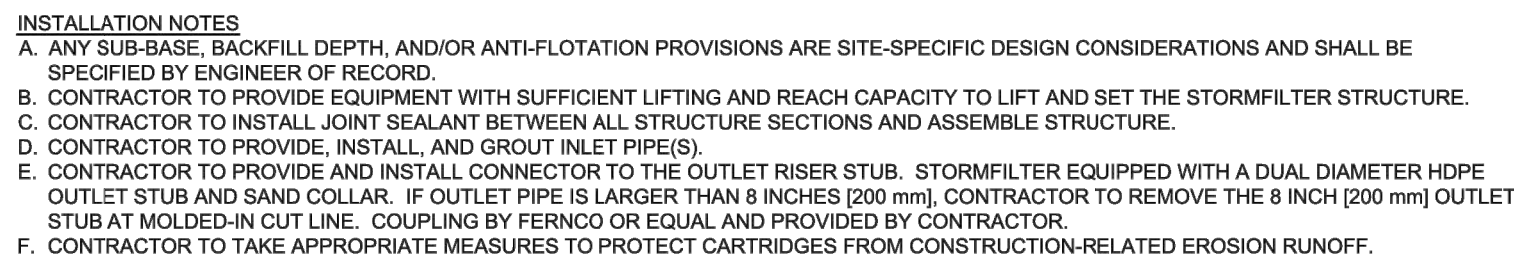 INSTALLATION NOTES
A. ANY SUB-BASE, BACKFILL DEPTH, AND/OR ANTI-FLOTATION PROVISIONS ARE SITE-SPECIFIC DESIGN CONSIDERATIONS AND SHALL BE
SPECIFIED BY ENGINEER OF RECORD.
B. CONTRACTOR TO PROVIDE EQUIPMENT WITH SUFFICIENT LIFTING AND REACH CAPACITY TO LIFT AND SET THE STORMFILTER STRUCTURE.
C. CONTRACTOR TO INSTALL JOINT SEALANT BETWEEN ALL STRUCTURE SECTIONS AND ASSEMBLE STRUCTURE.
D. CONTRACTOR TO PROVIDE, INSTALL, AND GROUT INLET PIPE(S).
E. CONTRACTOR TO PROVIDE AND INSTALL CONNECTOR TO THE OUTLET RISER STUB. STORMFILTER EQUIPPED WITH A DUAL DIAMETER HDPE
OUTLET STUB AND SAND COLLAR. IF OUTLET PIPE IS LARGER THAN 8 INCHES [200 mm], CONTRACTOR TO REMOVE THE 8 INCH [200 mm] OUTLET
STUB AT MOLDED-IN CUT LINE. COUPLING BY FERNCO OR EQUAL AND PROVIDED BY CONTRACTOR.
F. CONTRACTOR TO TAKE APPROPRIATE MEASURES TO PROTECT CARTRIDGES FROM CONSTRUCTION-RELATED EROSION RUNOFF.